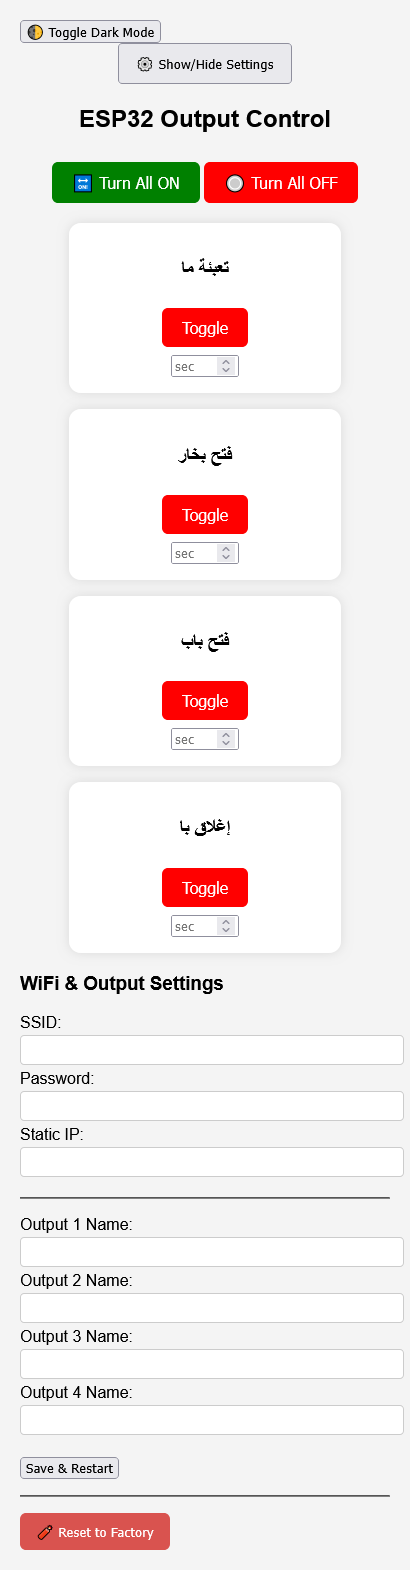 Toggle Dark Mode
Show/Hide Settings
ESP32 Output Control
Turn All ON
Turn All OFF
تعبئة ما
Toggle
sec
فتح بخار
Toggle
sec
فتح باب
Toggle
sec
إغلاق با
Toggle
sec
WiFi & Output Settings
SSID:
Password:
Static IP:
Output 1 Name:
Output 2 Name:
Output 3 Name:
Output 4 Name:
Save & Restart
Reset to Factory